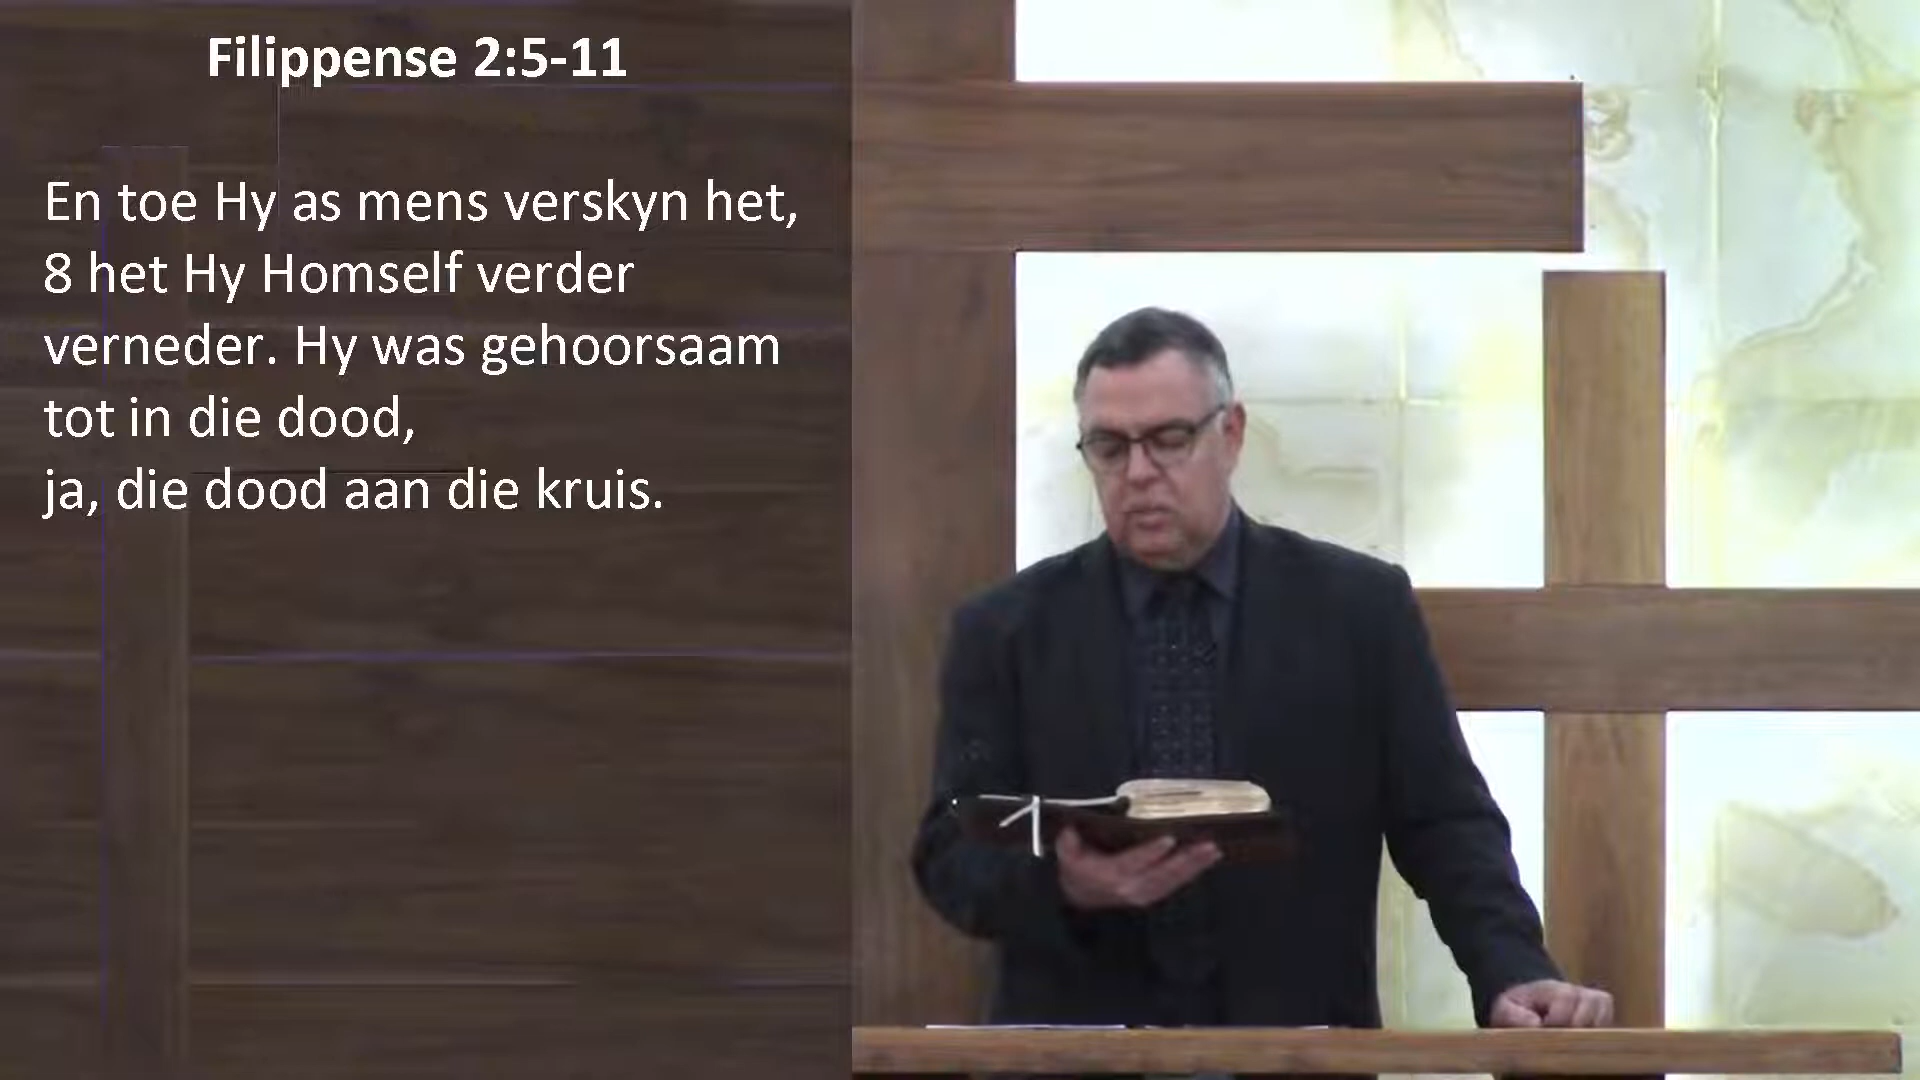 Filippense 2:5-11
En toe Hy as mens verskyn het,
8 het Hy Homself verder
verneder. Hy was gehoorsaam
tot in die dood,
ja, die dood aan die kruis.